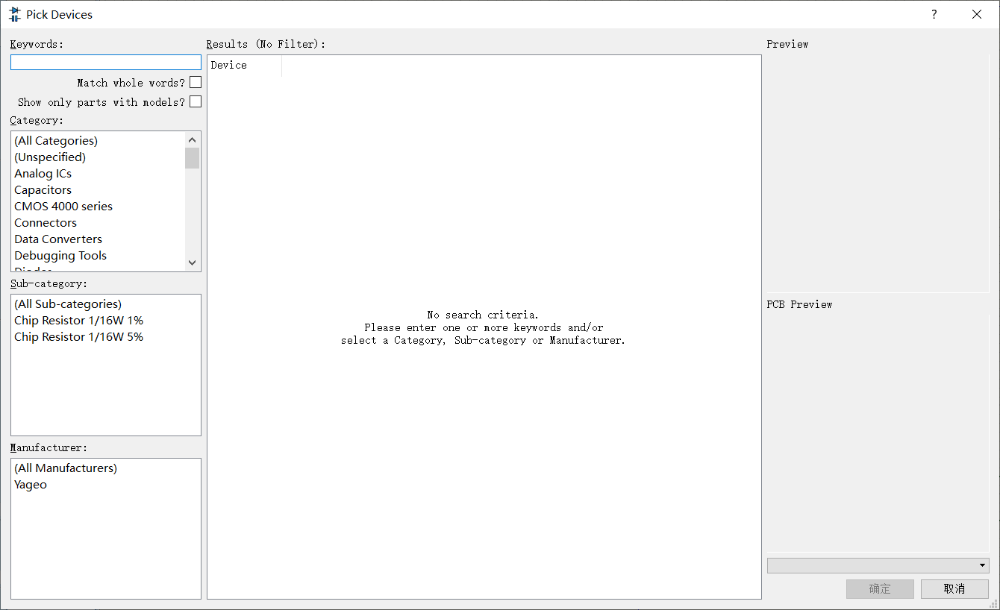 Pick Devices
?
Keywords:
Match whole words?
Show only parts with models?
Category:
(All Categories)
(Unspecified)
Analog ICs
Capacitors
CMOS 4000 series
Connectors
Data Converters
Debugging Tools
Sub-category:
(All Sub-categories)
Chip Resistor 1/16W 1%
Chip Resistor 1/16W 5%
Manufacturer:
(All Manufacturers)
Yageo
Results (No Filter):
Device
No search criteria.
Please enter one or more keywords and/or
select a Category, Sub-category or Manufacturer.
Preview
PCB Preview
确定
取消